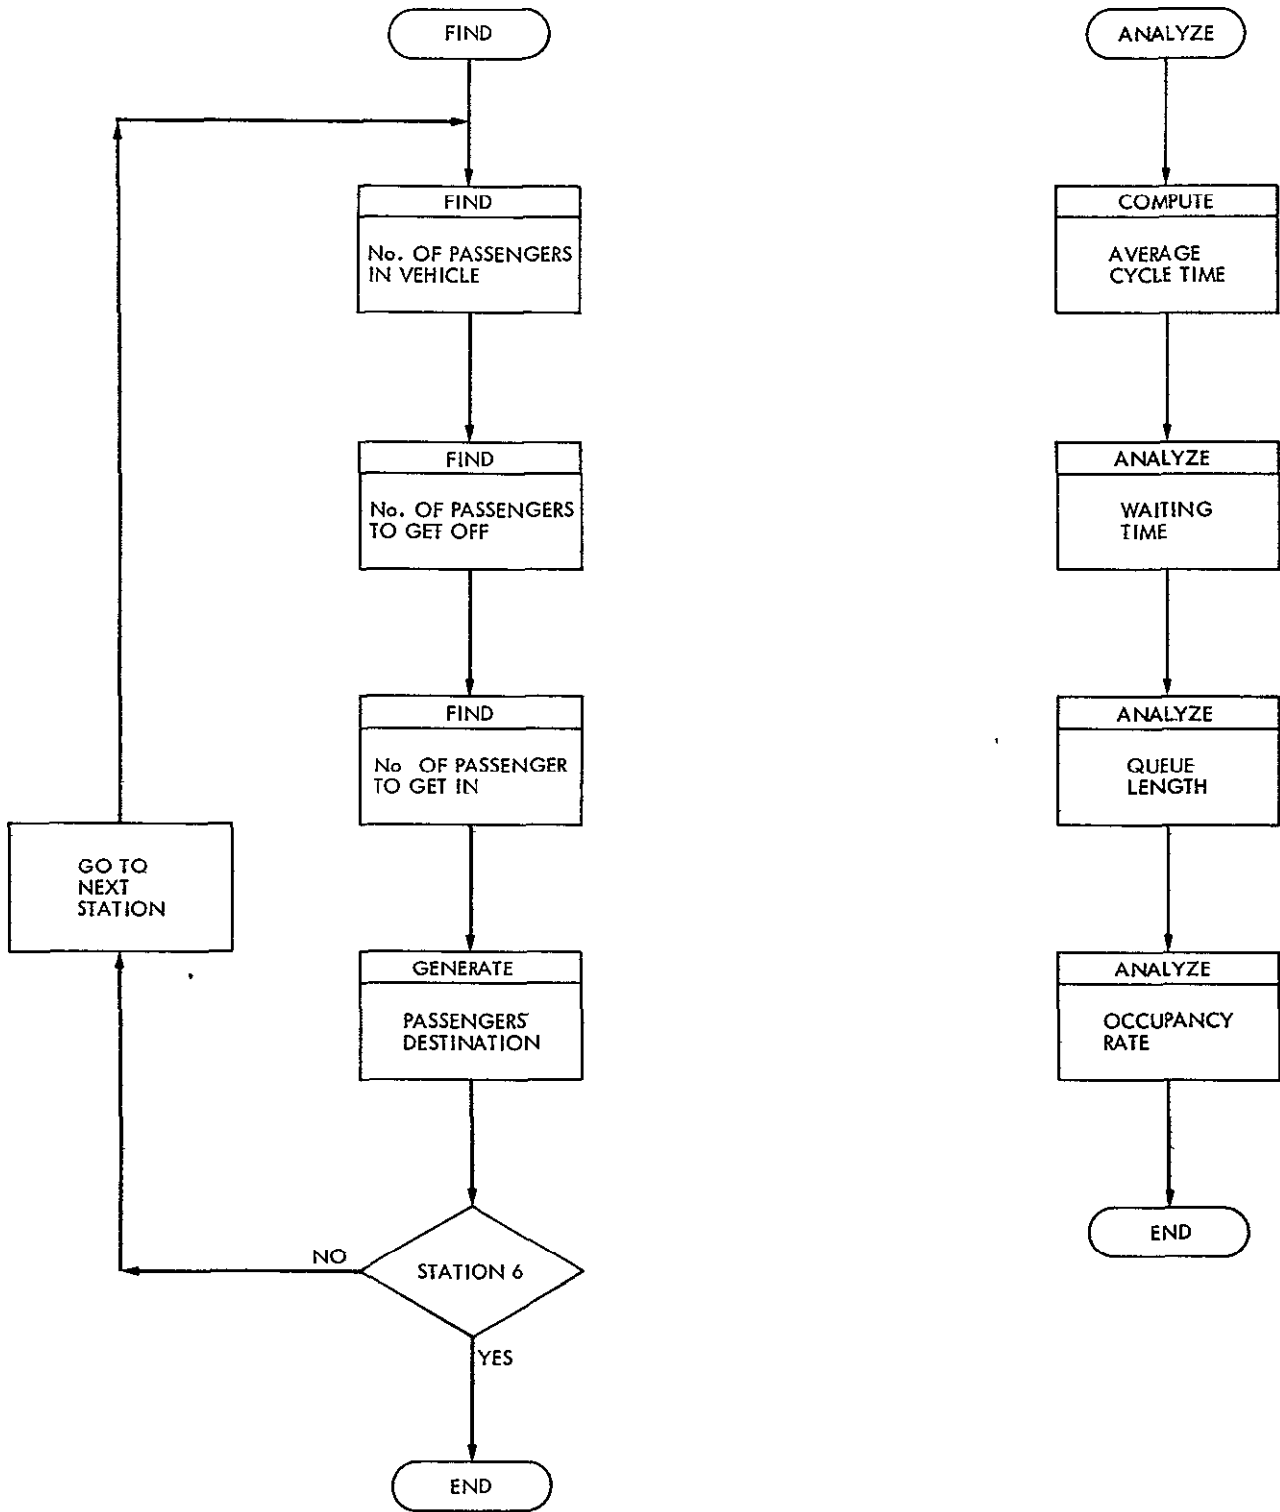 FIND
FIND
No. OF PASSENGERS
IN VEHICLE
FIND
No. OF PASSENGERS
TO GET OFF
FIND
No OF PASSENGER
TO GET IN
GO TO
NEXT
STATION
GENERATE
PASSENGERS
DESTINATION
NO
STATION 6
YES
END
ANALYZE
COMPUTE
AVERAGE
CYCLE TIME
ANALYZE
WAITING
TIME
ANALYZE
QUEUE
LENGTH
ANALYZE
OCCUPANCY
RATE
END